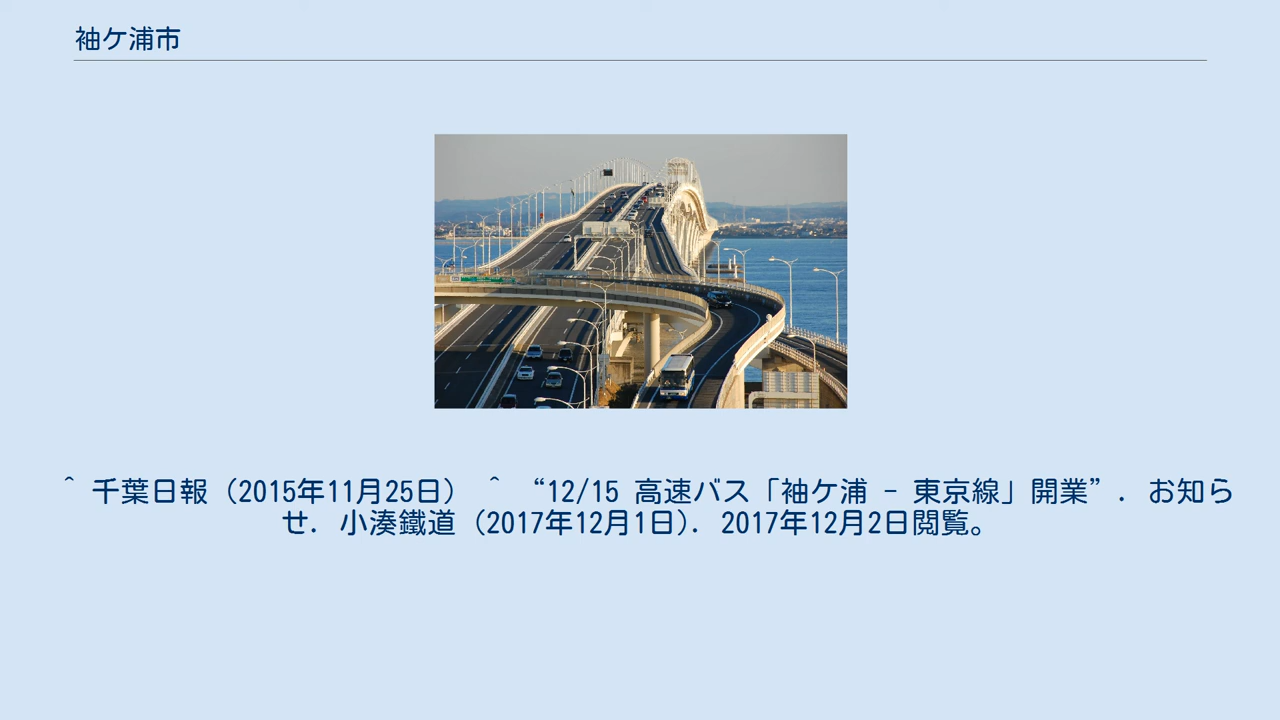 袖ケ浦市
^ 千葉日報（2015年11月25日） ^ “12/15 高速バス「袖ケ浦 - 東京線」開業”. お知ら
せ. 小湊鐵道（2017年12月1日）. 2017年12月2日閲覧。